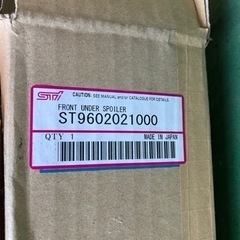 STI CAUTION: SEE MANUAL and/or CATALOGUE FOR DETAILS.
FRONT UNDER SPOILER
ST9602021000
QTY 1 MADE IN JAPAN